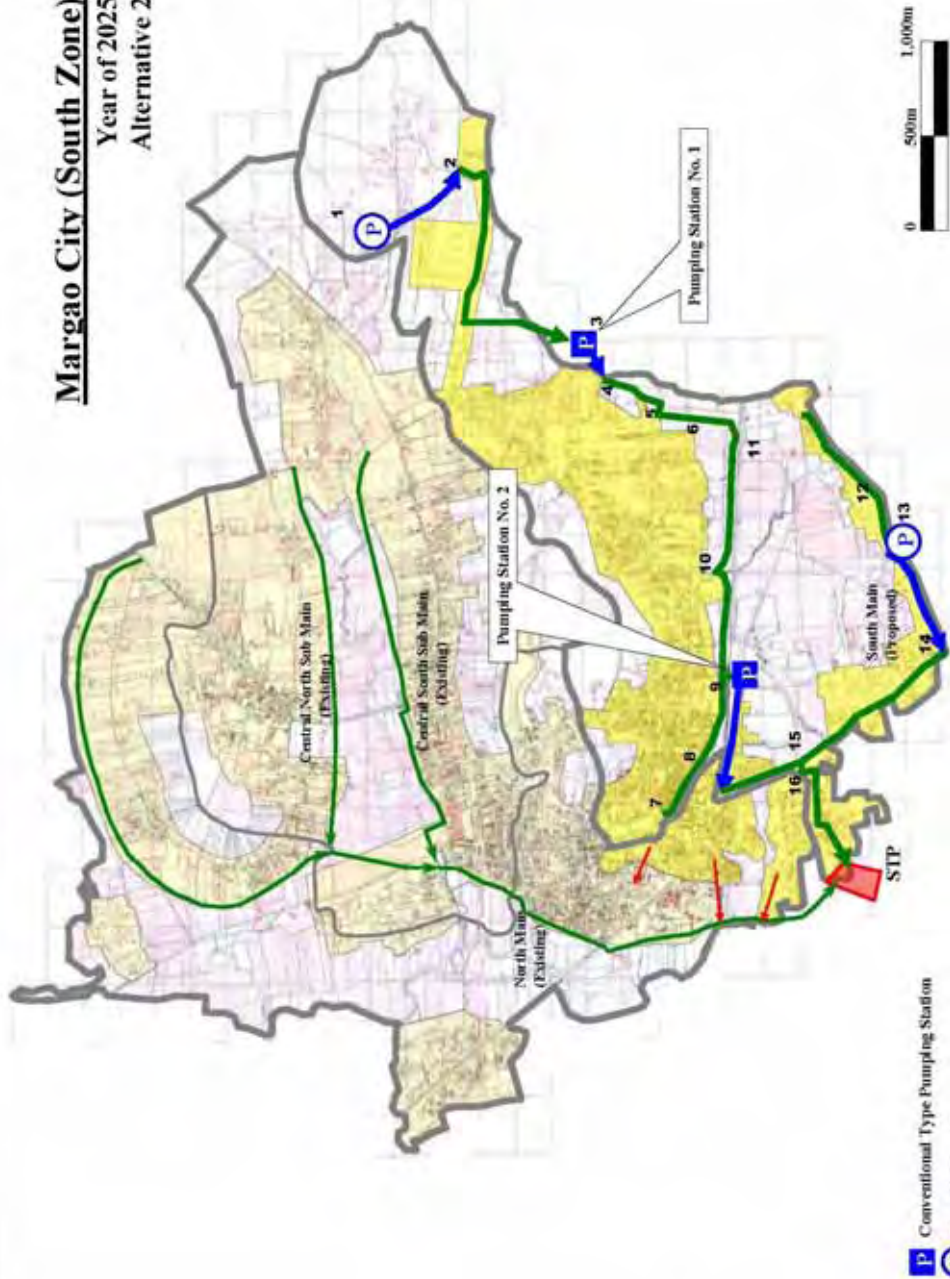 Margao City (South Zone)
Year of 2025
Alternative 2
1
P
2
Pumping Station No. 1
P
3
4
5
6
11
Pumping Station No. 2
10
12
P
13
14
South Main
(Proposed)
9
P
8
7
15
16
STP
Central North Sub Main
(Existing)
Central South Sub Main
(Existing)
North Main
(Existing)
0
500m
1,000m
P Conventional Type Pumping Station